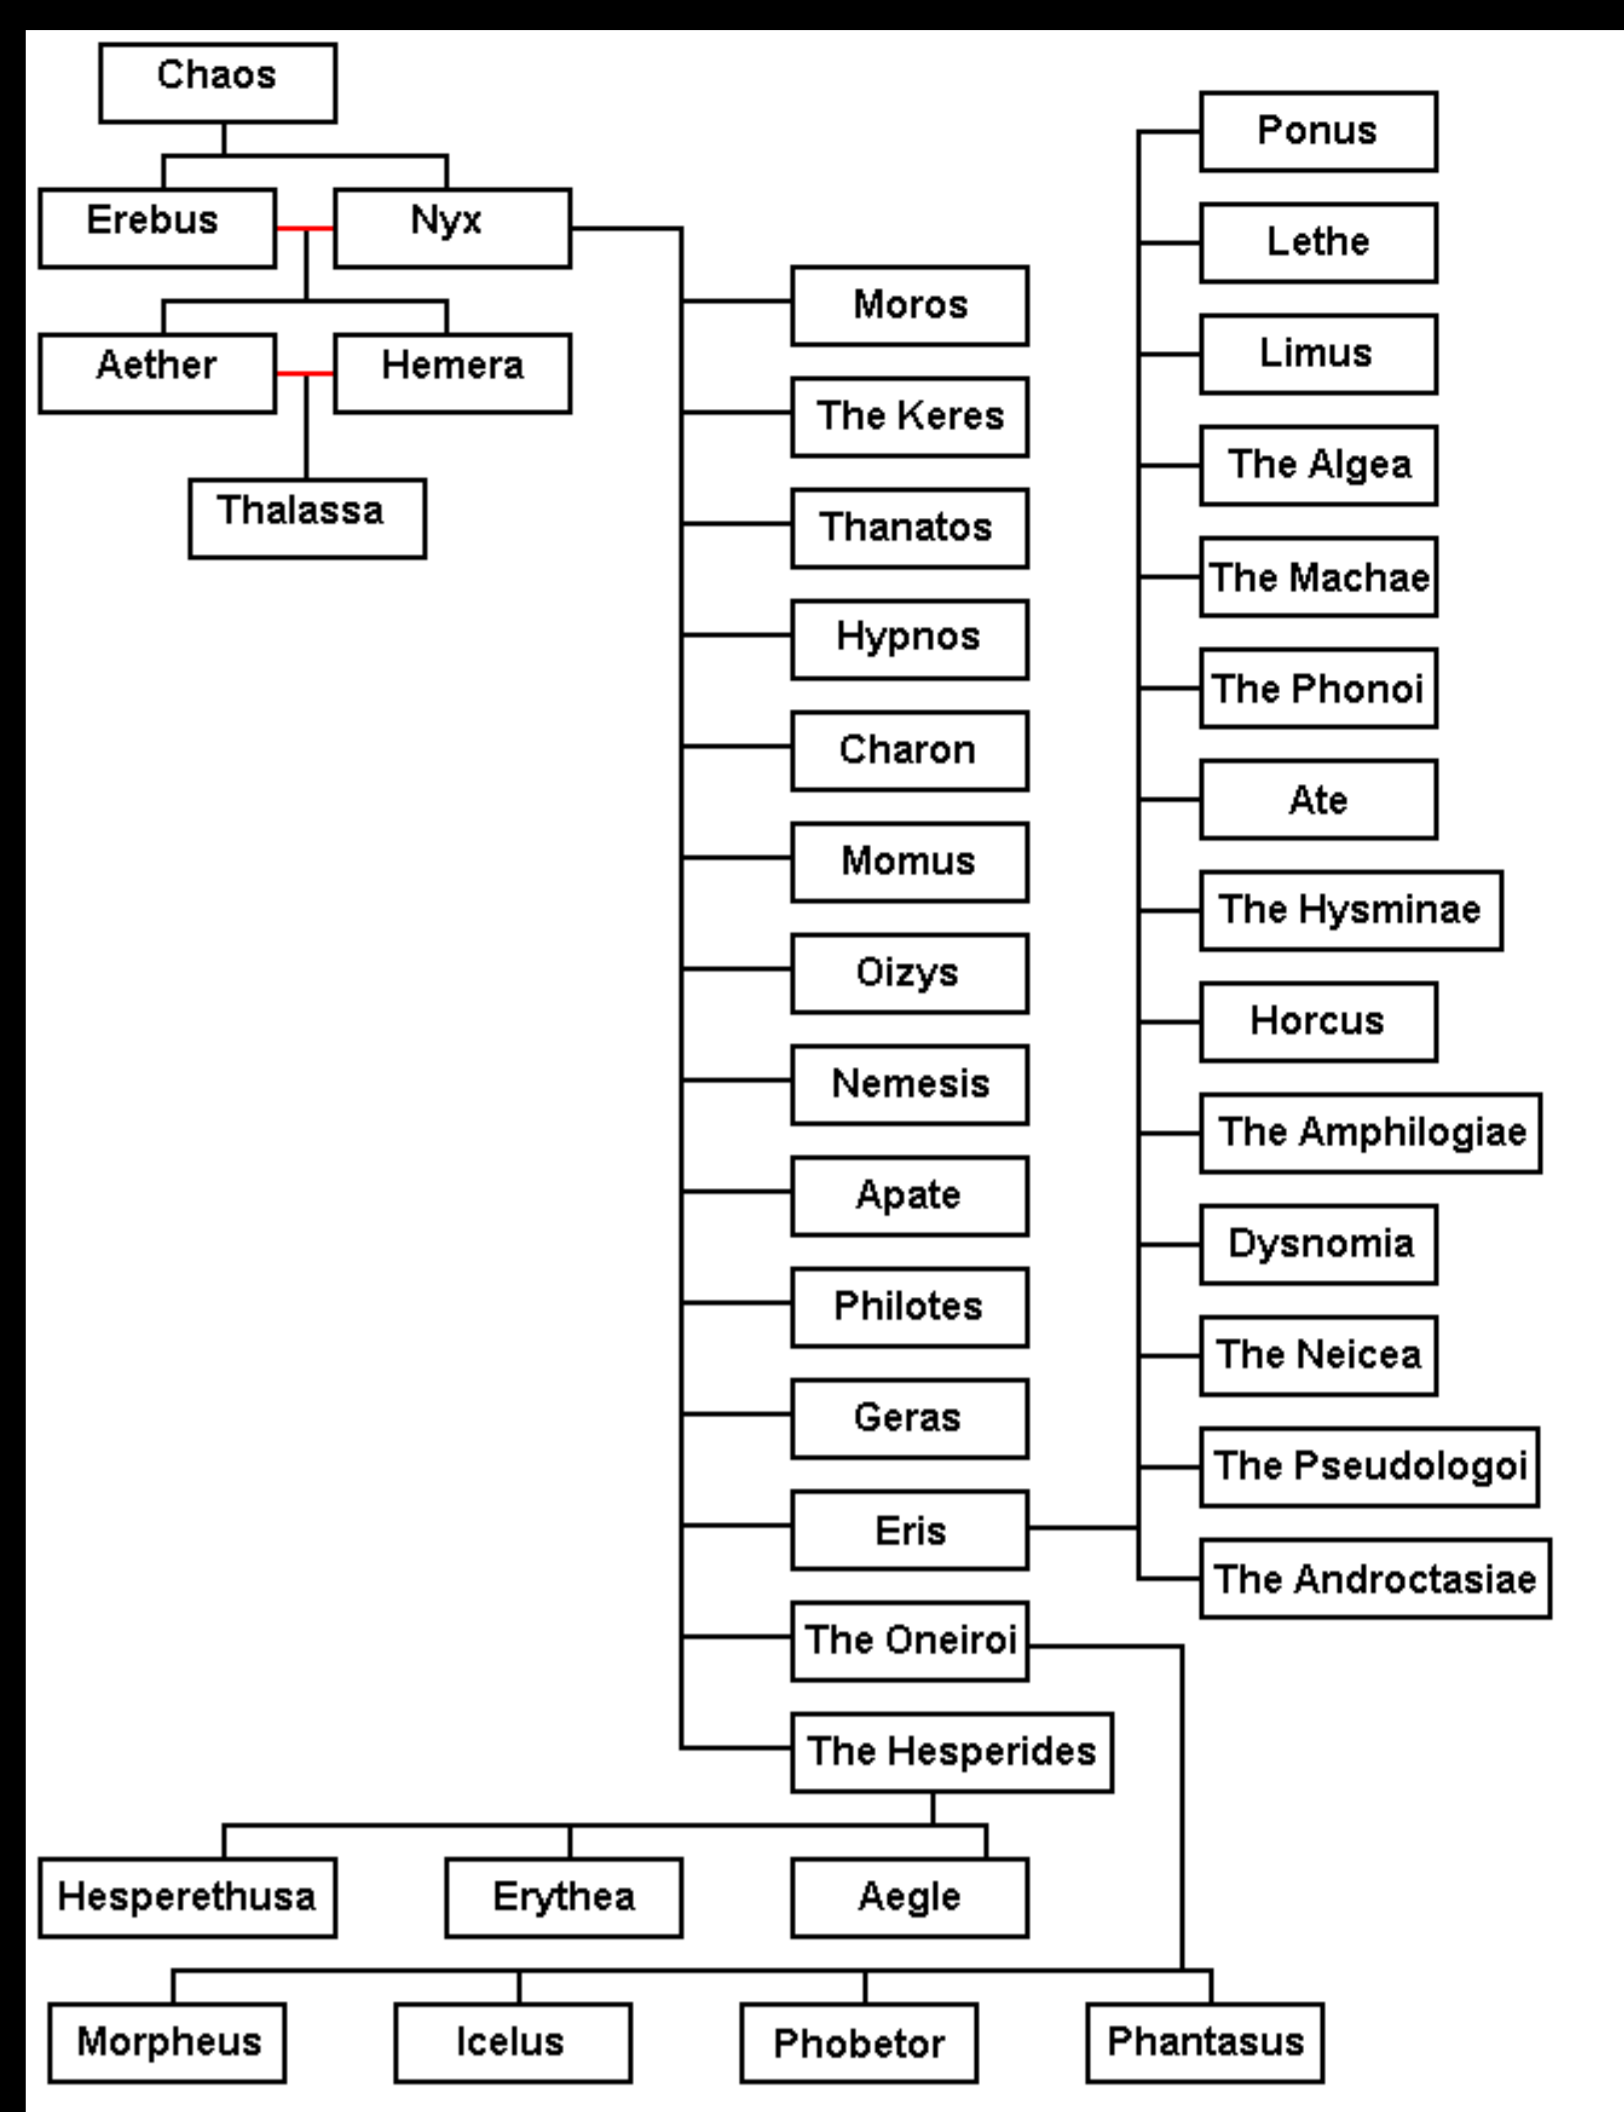 Chaos
Erebus
Nyx
Aether
Hemera
Thalassa
Moros
The Keres
Thanatos
Hypnos
Charon
Momus
Oizys
Nemesis
Apate
Philotes
Geras
Eris
The Oneiroi
The Hesperides
Ponus
Lethe
Limus
The Algea
The Machae
The Phonoi
Ate
The Hysminae
Horcus
The Amphilogiae
Dysnomia
The Neicea
The Pseudologoi
The Androctasiae
Hesperethusa
Erythea
Aegle
Morpheus
Icelus
Phobetor
Phantasus